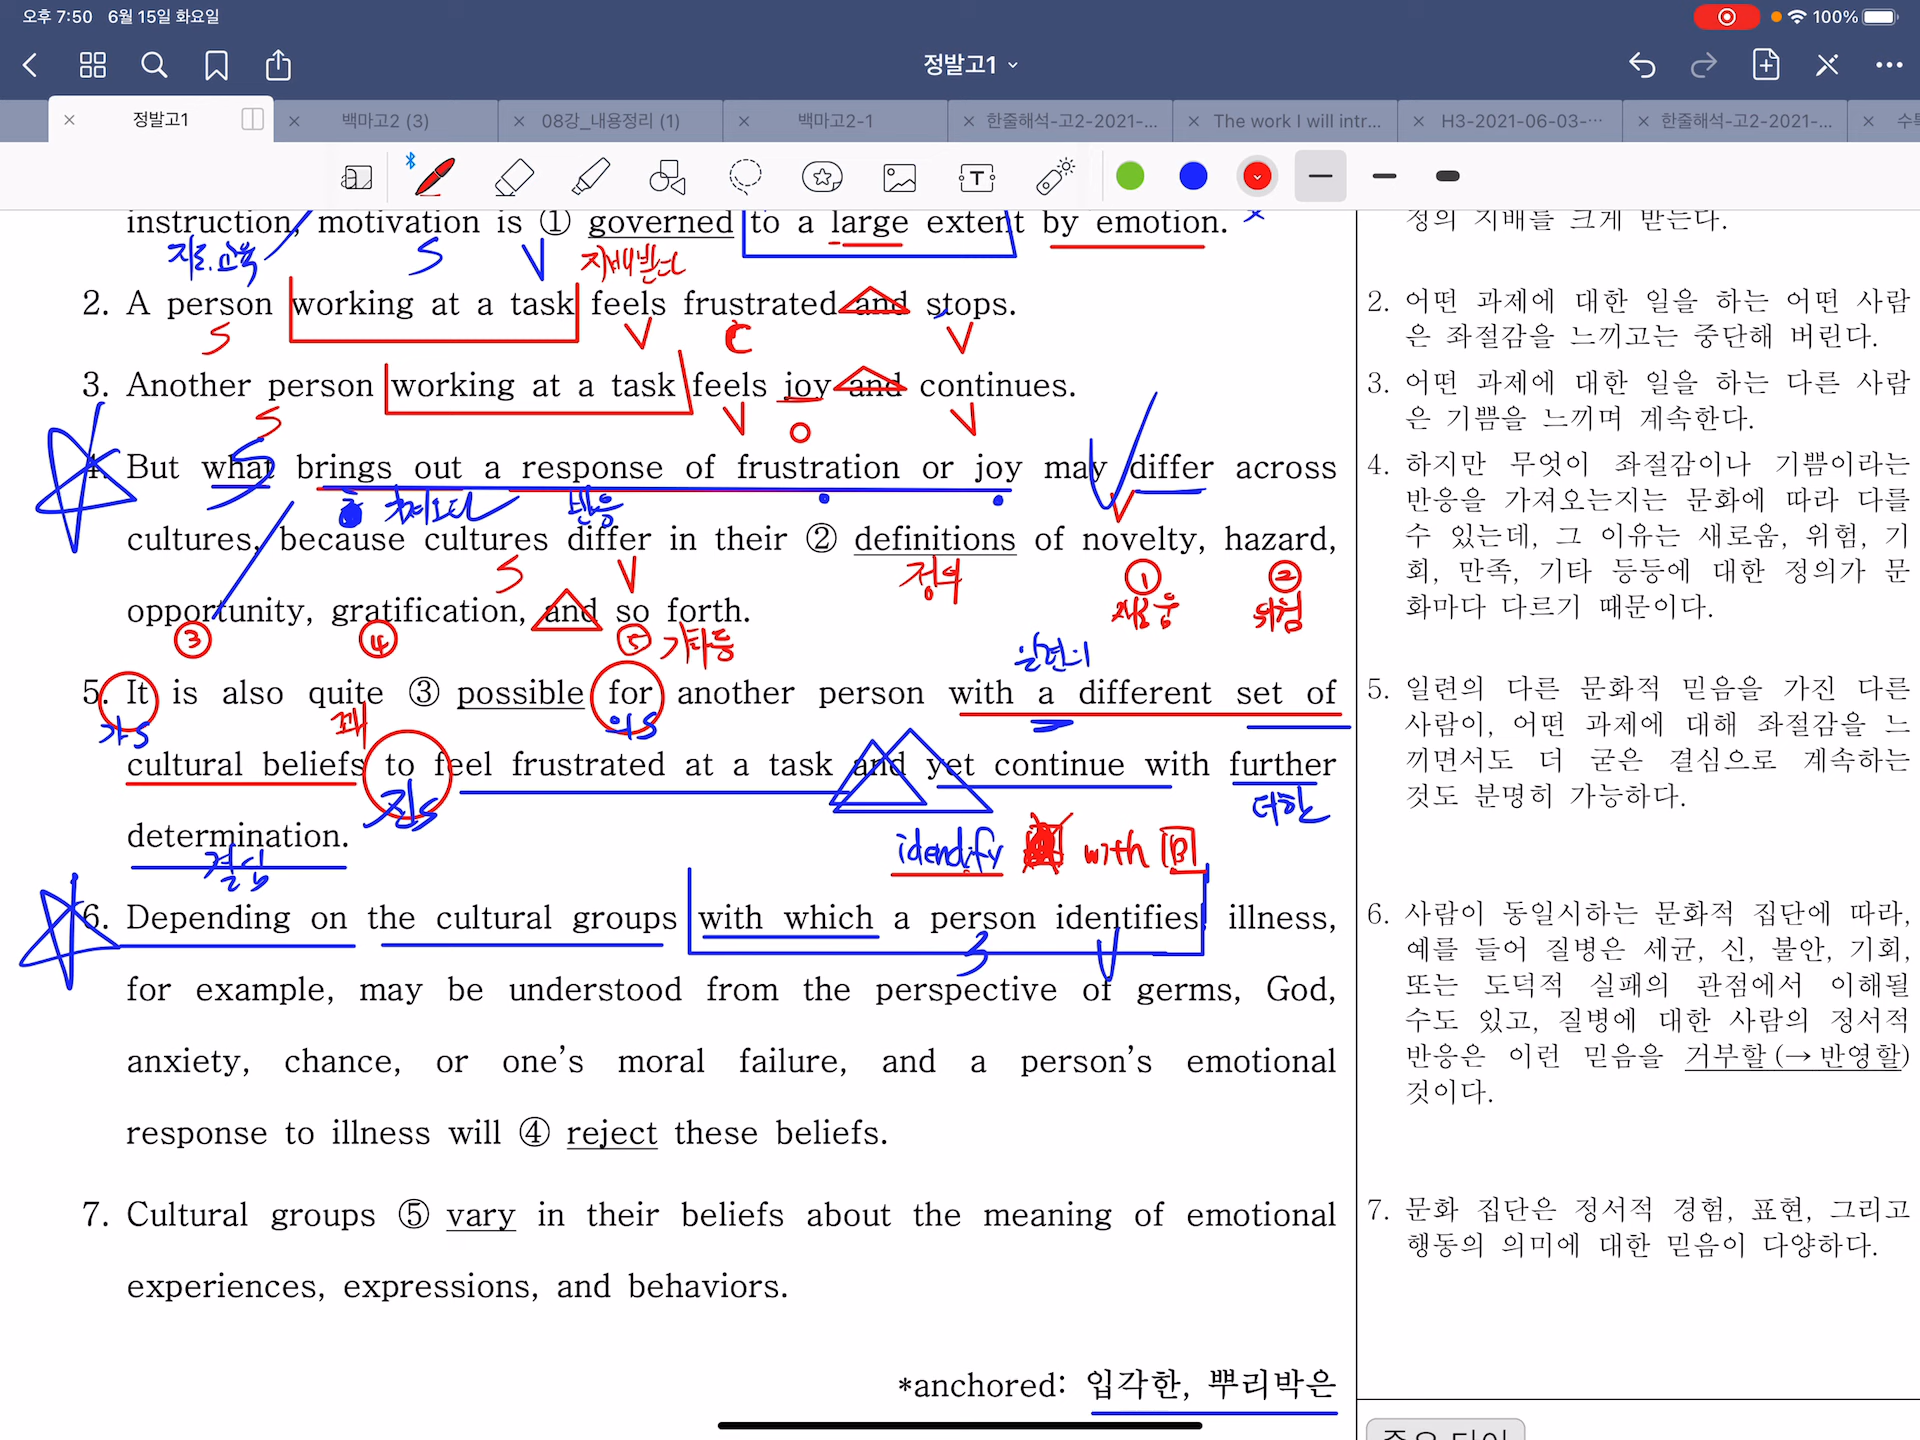 오후 7:50 6월 15일 화요일
100%
정발고1
정발고1
백마고2 (3)
08강_내용정리 (1)
백마고2-1
한줄해석-고2-2021-...
The work I will intr...
H3-2021-06-03-...
한줄해석-고2-2021-...
수
instruction, motivation is ① governed to a large extent by emotion.
지도.교육 S V 지배받다
2. A person working at a task feels frustrated and stops.
S V C V
3. Another person working at a task feels joy and continues.
S V O V
S
4. But what brings out a response of frustration or joy may differ across
반응 V
cultures, because cultures differ in their ② definitions of novelty, hazard,
S V 정의 ① 새로움 ② 위험
opportunity, gratification, and so forth.
③ ④ ⑤ 기타등등
일련의
5. It is also quite ③ possible for another person with a different set of
가S 꽤 의S
cultural beliefs to feel frustrated at a task and yet continue with further
진S 더한
determination.
결심 identify with B
6. Depending on the cultural groups with which a person identifies illness,
S V
for example, may be understood from the perspective of germs, God,
anxiety, chance, or one's moral failure, and a person's emotional
response to illness will ④ reject these beliefs.
7. Cultural groups ⑤ vary in their beliefs about the meaning of emotional
experiences, expressions, and behaviors.
*anchored: 입각한, 뿌리박은
정의 지배를 크게 받는다.
2. 어떤 과제에 대한 일을 하는 어떤 사람
은 좌절감을 느끼고는 중단해 버린다.
3. 어떤 과제에 대한 일을 하는 다른 사람
은 기쁨을 느끼며 계속한다.
4. 하지만 무엇이 좌절감이나 기쁨이라는
반응을 가져오는지는 문화에 따라 다를
수 있는데, 그 이유는 새로움, 위험, 기
회, 만족, 기타 등등에 대한 정의가 문
화마다 다르기 때문이다.
5. 일련의 다른 문화적 믿음을 가진 다른
사람이, 어떤 과제에 대해 좌절감을 느
끼면서도 더 굳은 결심으로 계속하는
것도 분명히 가능하다.
6. 사람이 동일시하는 문화적 집단에 따라,
예를 들어 질병은 세균, 신, 불안, 기회,
또는 도덕적 실패의 관점에서 이해될
수도 있고, 질병에 대한 사람의 정서적
반응은 이런 믿음을 거부할(→반영할)
것이다.
7. 문화 집단은 정서적 경험, 표현, 그리고
행동의 의미에 대한 믿음이 다양하다.